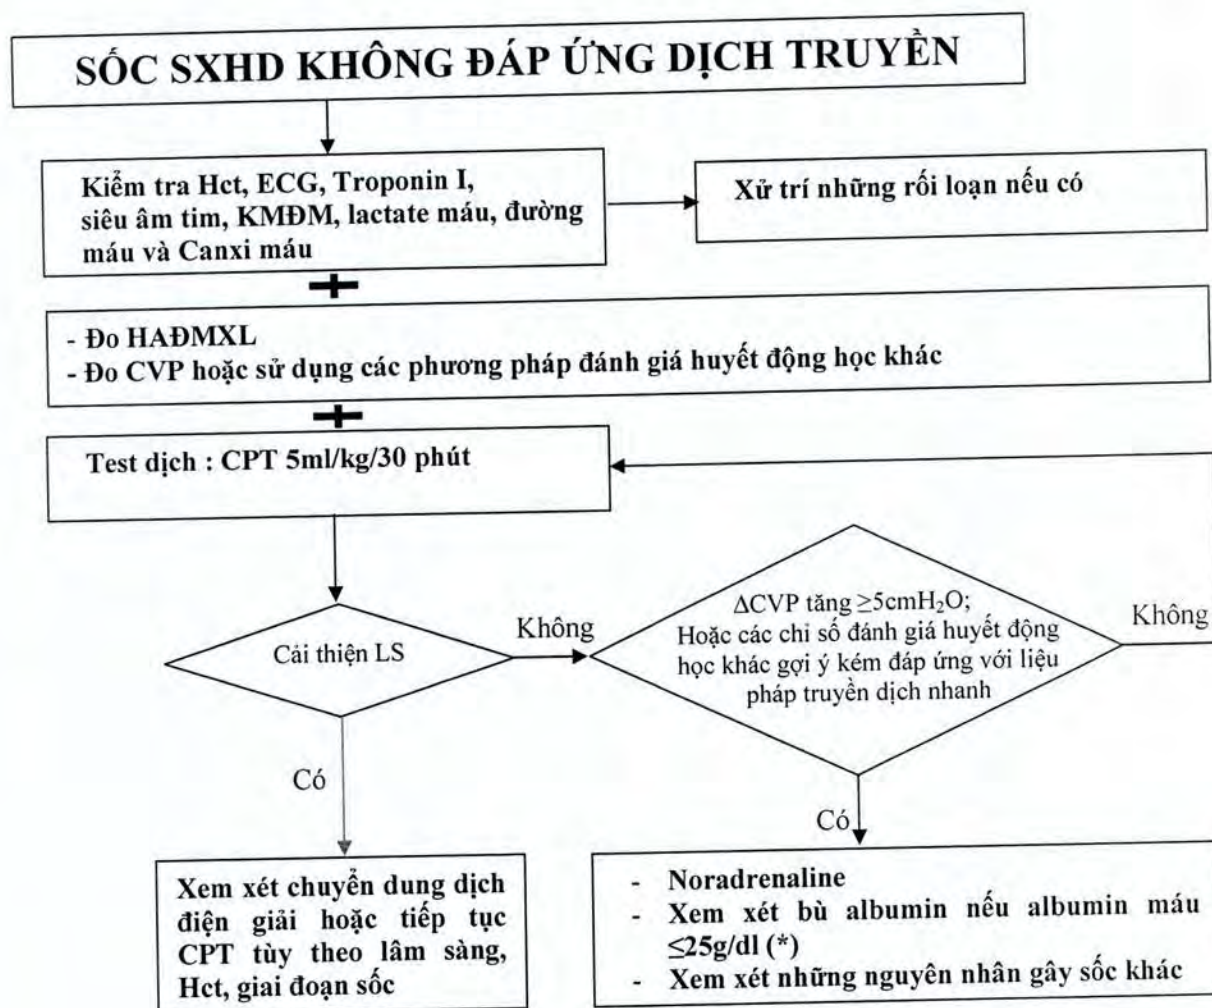 SỐC SXHD KHÔNG ĐÁP ỨNG DỊCH TRUYỀN
Kiểm tra Hct, ECG, Troponin I,
siêu âm tim, KMĐM, lactate máu, đường
máu và Canxi máu
Xử trí những rối loạn nếu có
+
- Đo HAĐMXL
- Đo CVP hoặc sử dụng các phương pháp đánh giá huyết động học khác
+
Test dịch : CPT 5ml/kg/30 phút
Cải thiện LS
Không
ΔCVP tăng ≥5cmH₂O;
Hoặc các chỉ số đánh giá huyết động
học khác gợi ý kém đáp ứng với liệu
pháp truyền dịch nhanh
Không
Có
Có
Xem xét chuyển dung dịch
điện giải hoặc tiếp tục
CPT tùy theo lâm sàng,
Hct, giai đoạn sốc
- Noradrenaline
- Xem xét bù albumin nếu albumin máu
≤25g/dl (*)
- Xem xét những nguyên nhân gây sốc khác